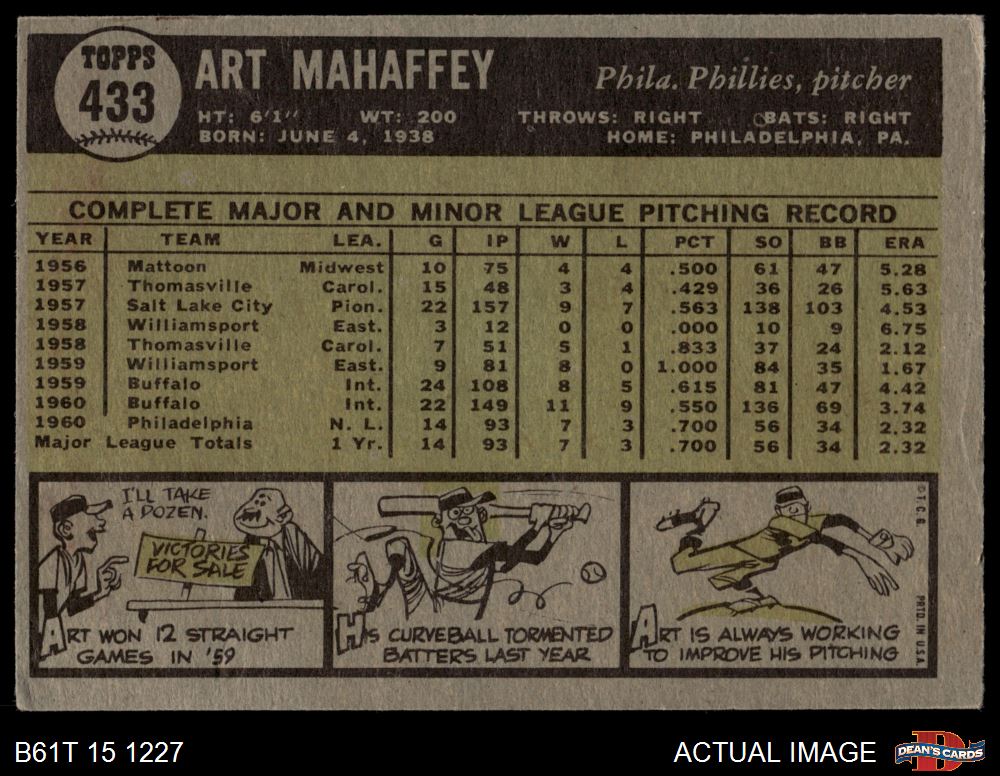 TOPPS
433
ART MAHAFFEY
Phila. Phillies, pitcher
HT: 6'1" WT: 200 THROWS: RIGHT BATS: RIGHT
BORN: JUNE 4, 1938 HOME: PHILADELPHIA, PA.
COMPLETE MAJOR AND MINOR LEAGUE PITCHING RECORD
YEAR TEAM LEA. G IP W L PCT SO BB ERA
1956 Mattoon Midwest 10 75 4 4 .500 61 47 5.28
1957 Thomasville Carol. 15 48 3 4 .429 36 26 5.63
1957 Salt Lake City Pion. 22 157 9 7 .563 138 103 4.53
1958 Williamsport East. 3 12 0 0 .000 10 9 6.75
1958 Thomasville Carol. 7 51 5 1 .833 37 24 2.12
1959 Williamsport East. 9 81 8 0 1.000 84 35 1.67
1959 Buffalo Int. 24 108 8 5 .615 81 47 4.42
1960 Buffalo Int. 22 149 11 9 .550 136 69 3.74
1960 Philadelphia N. L. 14 93 7 3 .700 56 34 2.32
Major League Totals 1 Yr. 14 93 7 3 .700 56 34 2.32
I'LL TAKE
A DOZEN.
VICTORIES
FOR SALE
ART WON 12 STRAIGHT
GAMES IN '59
HIS CURVEBALL TORMENTED
BATTERS LAST YEAR
ART IS ALWAYS WORKING
TO IMPROVE HIS PITCHING
© T. C. G.
PRTD. IN U.S.A.
B61T 15 1227
ACTUAL IMAGE
DEAN'S CARDS